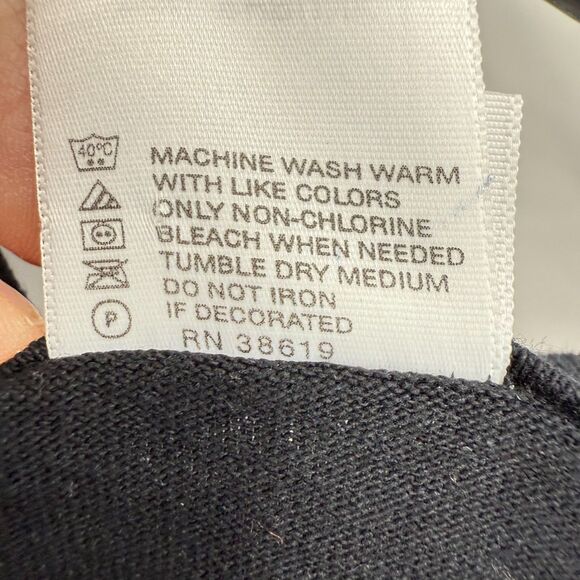 40°C
MACHINE WASH WARM
WITH LIKE COLORS
ONLY NON-CHLORINE
BLEACH WHEN NEEDED
TUMBLE DRY MEDIUM
DO NOT IRON
IF DECORATED
P
RN 38619